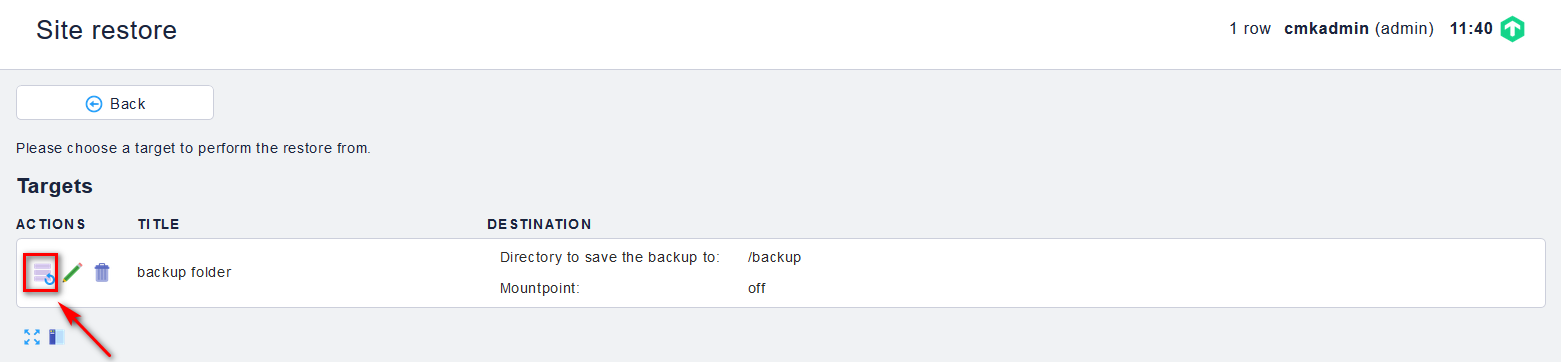 Site restore
1 row cmkadmin (admin) 11:40
Back
Please choose a target to perform the restore from.
Targets
ACTIONS TITLE DESTINATION
backup folder
Directory to save the backup to: /backup
Mountpoint: off